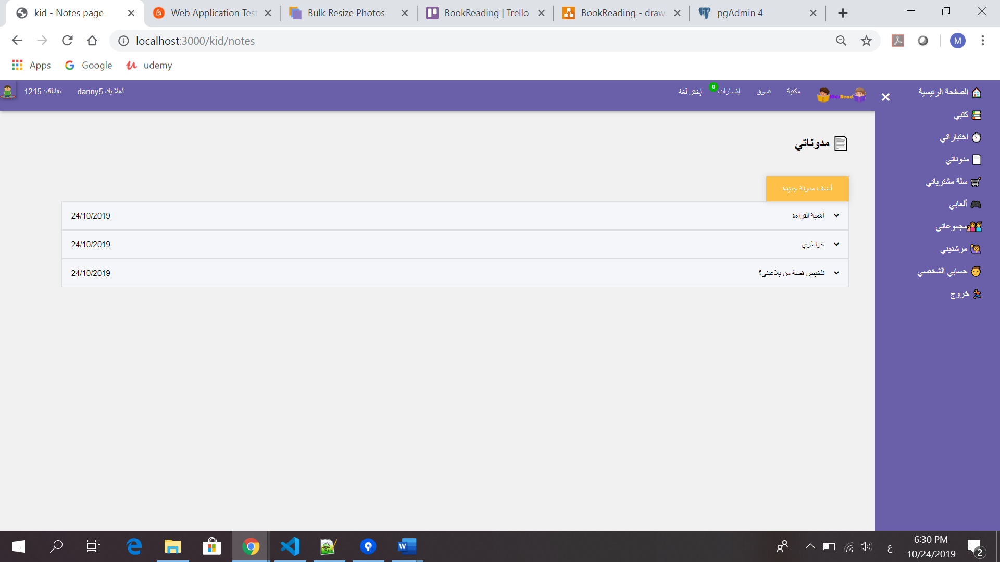 kid - Notes page
Web Application Test
Bulk Resize Photos
BookReading | Trello
BookReading - draw.
pgAdmin 4
localhost:3000/kid/notes
M
Apps
Google
udemy
الصفحة الرئيسية
كتبي
اختباراتي
مدوناتي
سلة مشترياتي
ألعابي
مجموعاتي
مرشديني
حسابي الشخصي
خروج
KidsRead
مكتبة
تسوق
إشعارات
0
إختر لغة
أهلا بك danny5
نقاطك: 1215
مدوناتي
أضف مدونة جديدة
أهمية القراءة 24/10/2019
خواطري 24/10/2019
تلخيص قصة من يلاعبني؟ 24/10/2019
ع
6:30 PM
10/24/2019
2